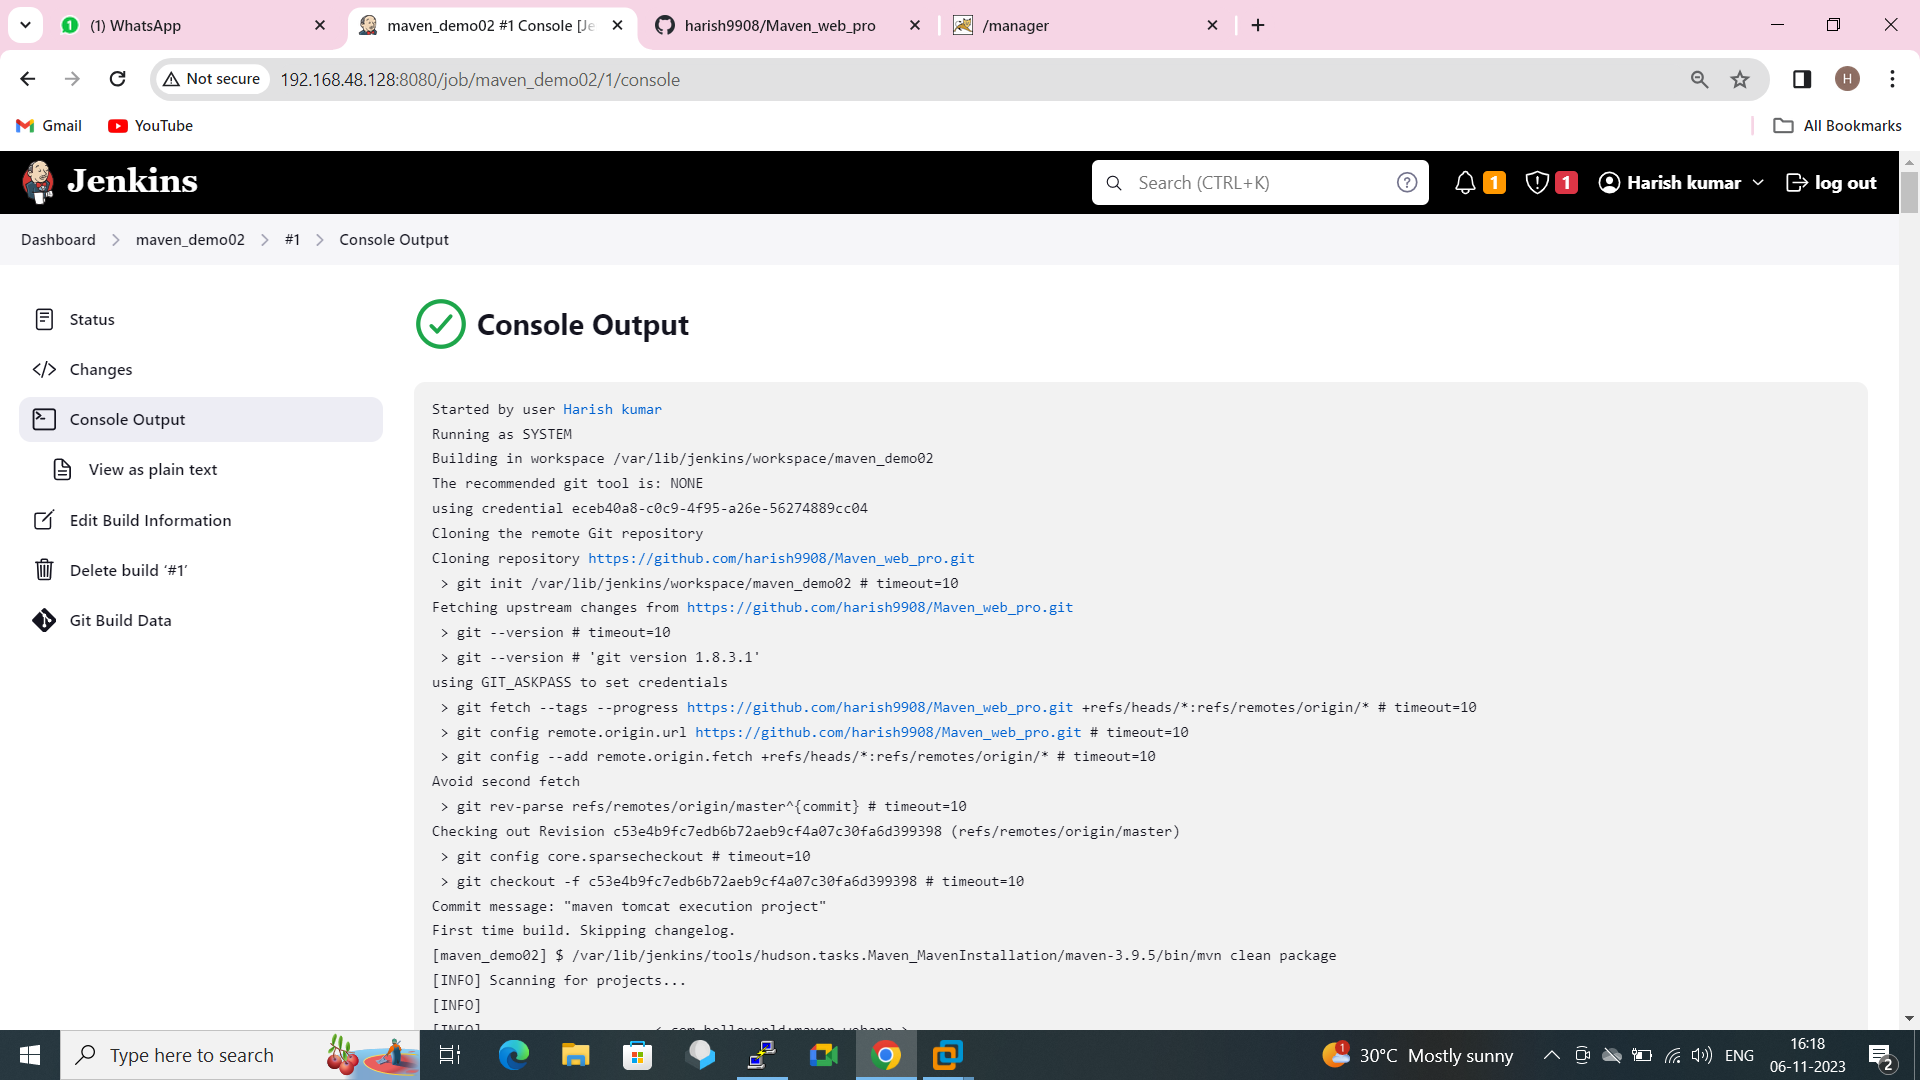 (1) WhatsApp
maven_demo02 #1 Console [Je
harish9908/Maven_web_pro
/manager
Not secure
192.168.48.128:8080/job/maven_demo02/1/console
H
Gmail
YouTube
All Bookmarks
Jenkins
Search (CTRL+K)
1
1
Harish kumar
log out
Dashboard
maven_demo02
#1
Console Output
Status
Changes
Console Output
View as plain text
Edit Build Information
Delete build ‘#1’
Git Build Data
Console Output
Started by user Harish kumar
Running as SYSTEM
Building in workspace /var/lib/jenkins/workspace/maven_demo02
The recommended git tool is: NONE
using credential eceb40a8-c0c9-4f95-a26e-56274889cc04
Cloning the remote Git repository
Cloning repository https://github.com/harish9908/Maven_web_pro.git
> git init /var/lib/jenkins/workspace/maven_demo02 # timeout=10
Fetching upstream changes from https://github.com/harish9908/Maven_web_pro.git
> git --version # timeout=10
> git --version # 'git version 1.8.3.1'
using GIT_ASKPASS to set credentials
> git fetch --tags --progress https://github.com/harish9908/Maven_web_pro.git +refs/heads/*:refs/remotes/origin/* # timeout=10
> git config remote.origin.url https://github.com/harish9908/Maven_web_pro.git # timeout=10
> git config --add remote.origin.fetch +refs/heads/*:refs/remotes/origin/* # timeout=10
Avoid second fetch
> git rev-parse refs/remotes/origin/master^{commit} # timeout=10
Checking out Revision c53e4b9fc7edb6b72aeb9cf4a07c30fa6d399398 (refs/remotes/origin/master)
> git config core.sparsecheckout # timeout=10
> git checkout -f c53e4b9fc7edb6b72aeb9cf4a07c30fa6d399398 # timeout=10
Commit message: "maven tomcat execution project"
First time build. Skipping changelog.
[maven_demo02] $ /var/lib/jenkins/tools/hudson.tasks.Maven_MavenInstallation/maven-3.9.5/bin/mvn clean package
[INFO] Scanning for projects...
[INFO]
[INFO] < com.helloworld:maven-webapp >
Type here to search
1
30°C Mostly sunny
ENG
16:18
06-11-2023
2